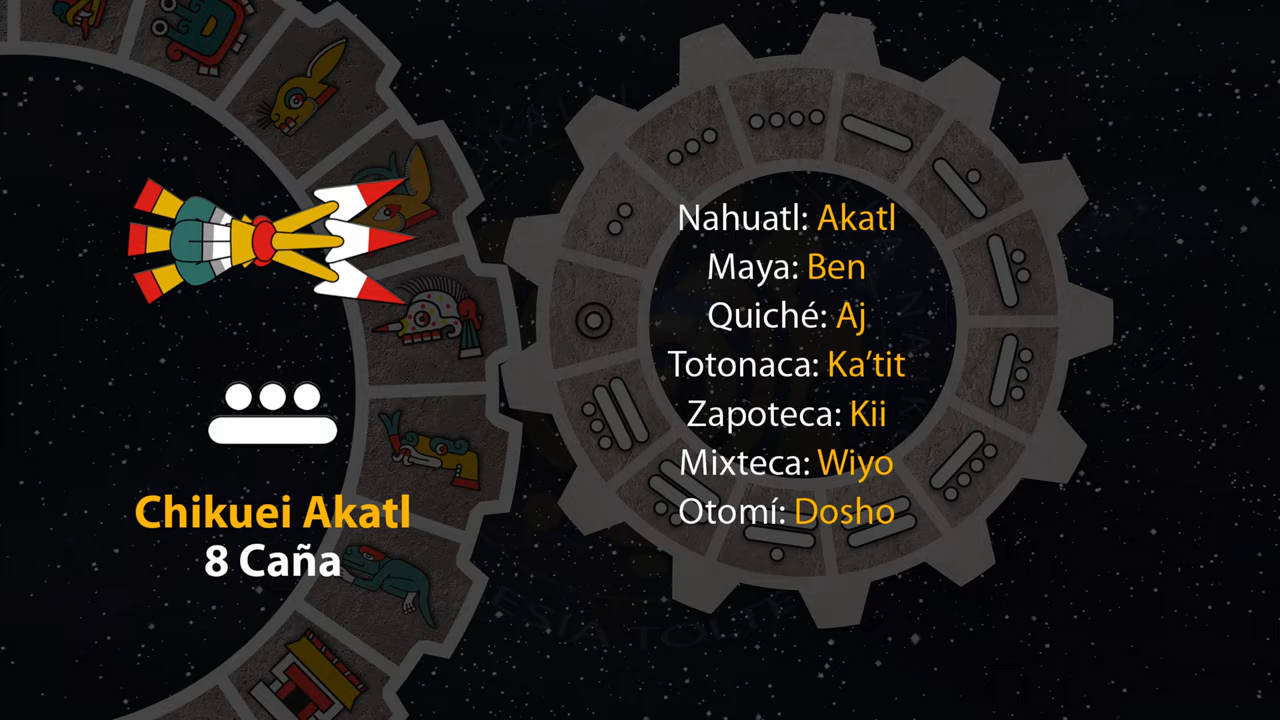 Nahuatl: Akatl
Maya: Ben
Quiché: Aj
Totonaca: Ka’tit
Zapoteca: Kii
Mixteca: Wiyo
Otomí: Dosho
Chikuei Akatl
8 Caña